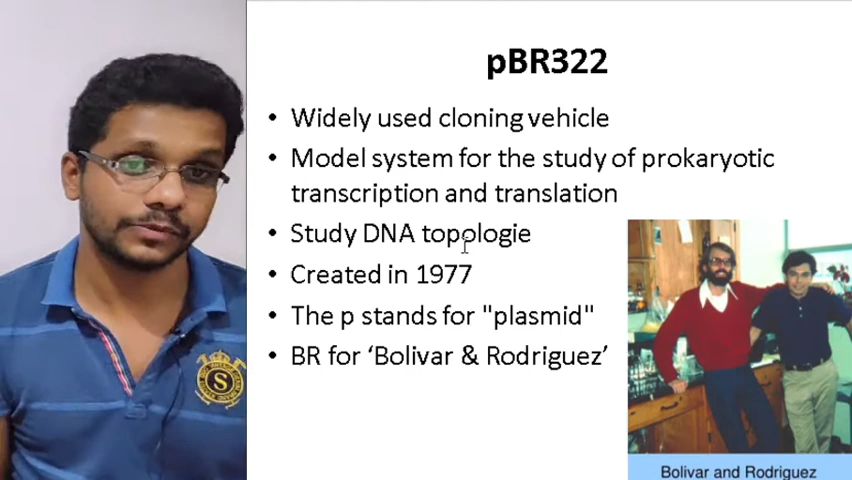 pBR322
• Widely used cloning vehicle
• Model system for the study of prokaryotic
transcription and translation
• Study DNA topologie
• Created in 1977
• The p stands for "plasmid"
• BR for ‘Bolivar & Rodriguez’
S
Bolivar and Rodriguez